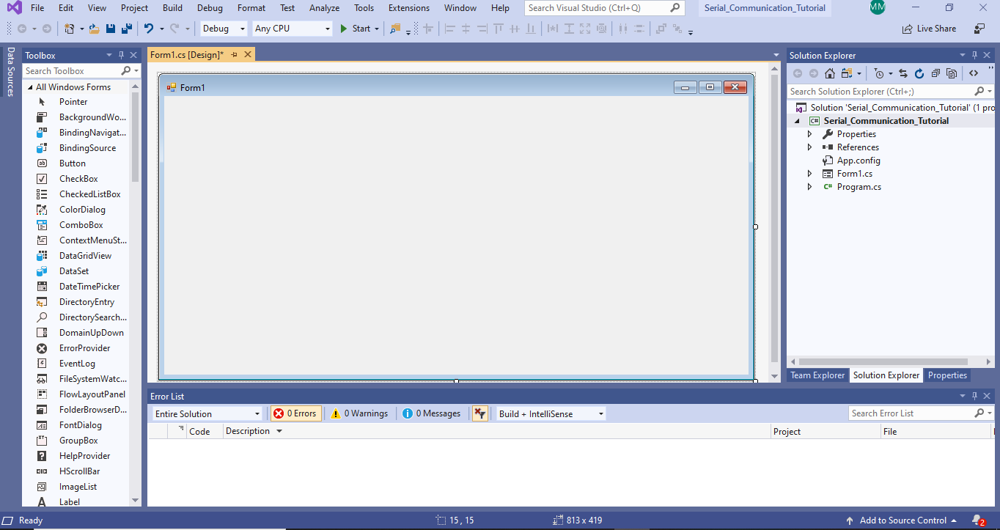 File Edit View Project Build Debug Format Test Analyze Tools Extensions Window Help Search Visual Studio (Ctrl+Q) Serial_Communication_Tutorial MM
Debug Any CPU Start Live Share
Data Sources
Toolbox
Search Toolbox
All Windows Forms
Pointer
BackgroundWo...
BindingNavigat...
BindingSource
Button
CheckBox
CheckedListBox
ColorDialog
ComboBox
ContextMenuSt...
DataGridView
DataSet
DateTimePicker
DirectoryEntry
DirectorySearch...
DomainUpDown
ErrorProvider
EventLog
FileSystemWatc...
FlowLayoutPanel
FolderBrowserD...
FontDialog
GroupBox
HelpProvider
HScrollBar
ImageList
Label
Form1.cs [Design]*
Form1
Solution Explorer
Search Solution Explorer (Ctrl+;)
Solution 'Serial_Communication_Tutorial' (1 pro
C# Serial_Communication_Tutorial
Properties
References
App.config
Form1.cs
C# Program.cs
Team Explorer Solution Explorer Properties
Error List
Entire Solution 0 Errors 0 Warnings 0 Messages Build + IntelliSense Search Error List
Code Description Project File
Ready 15 , 15 813 x 419 Add to Source Control 2